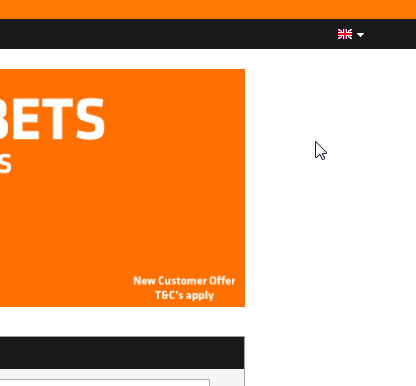 BETS
S
New Customer Offer
T&C's apply